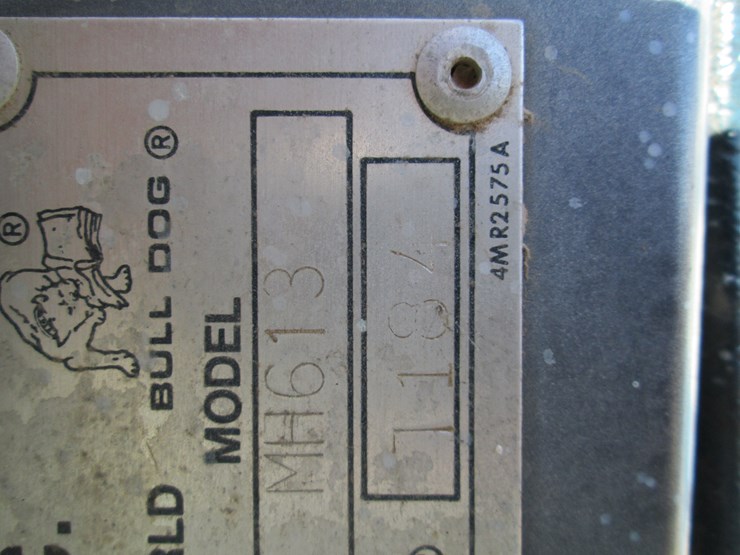 ®
BULL DOG ®
RLD
MODEL
MH613
1184
4MR2575A